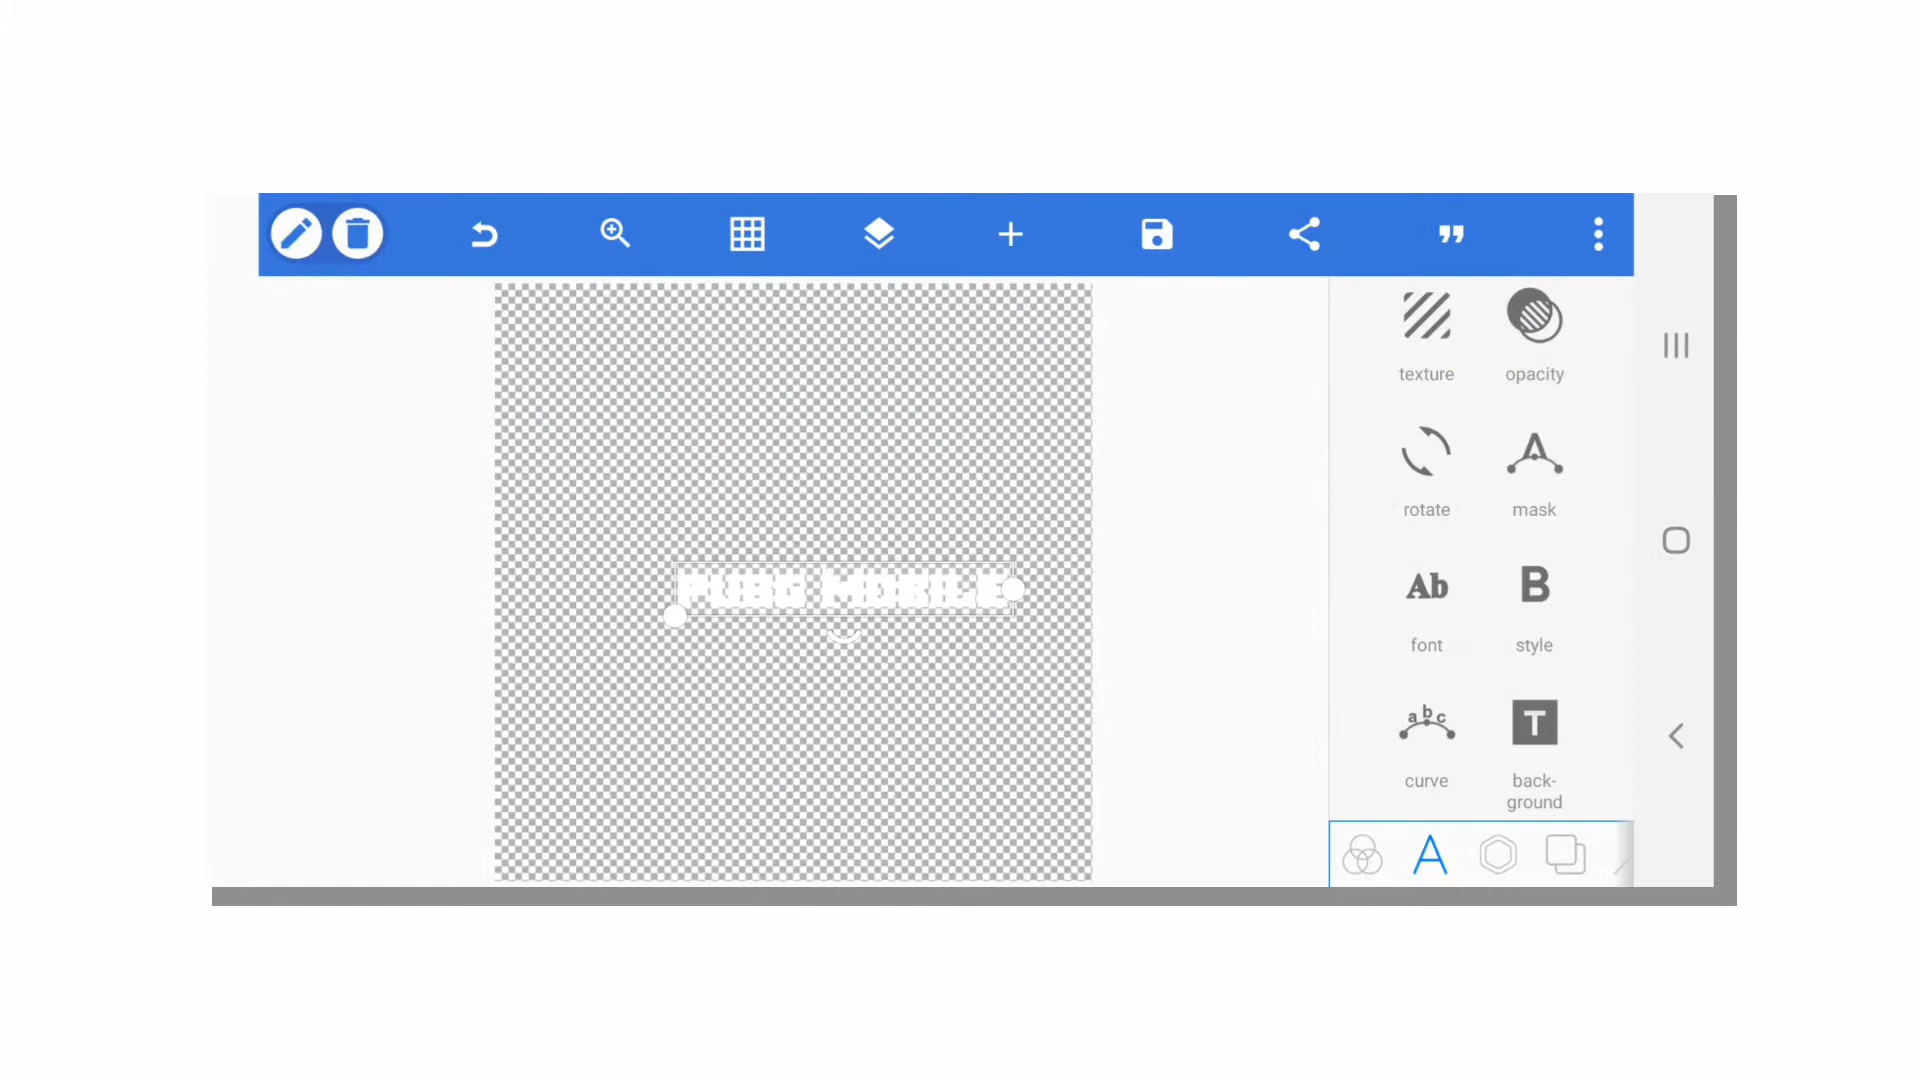 texture opacity
rotate mask
Ab B
font style
abc T
curve back-
ground
PUBG MOBILE
A